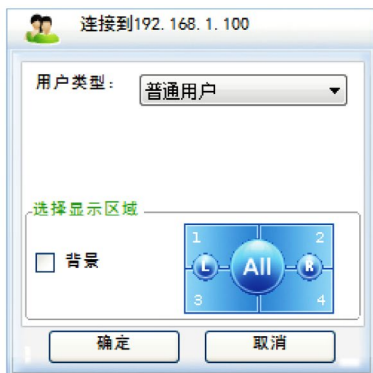 连接到192.168.1.100
用户类型：
普通用户
选择显示区域
背景
1 2
L All R
3 4
确定 取消